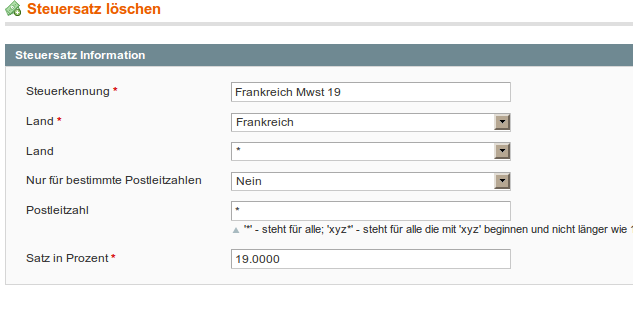 Steuersatz löschen
Steuersatz Information
Steuerkennung * Frankreich Mwst 19
Land * Frankreich
Land *
Nur für bestimmte Postleitzahlen Nein
Postleitzahl *
'*' - steht für alle; 'xyz*' - steht für alle die mit 'xyz' beginnen und nicht länger wie
Satz in Prozent * 19.0000